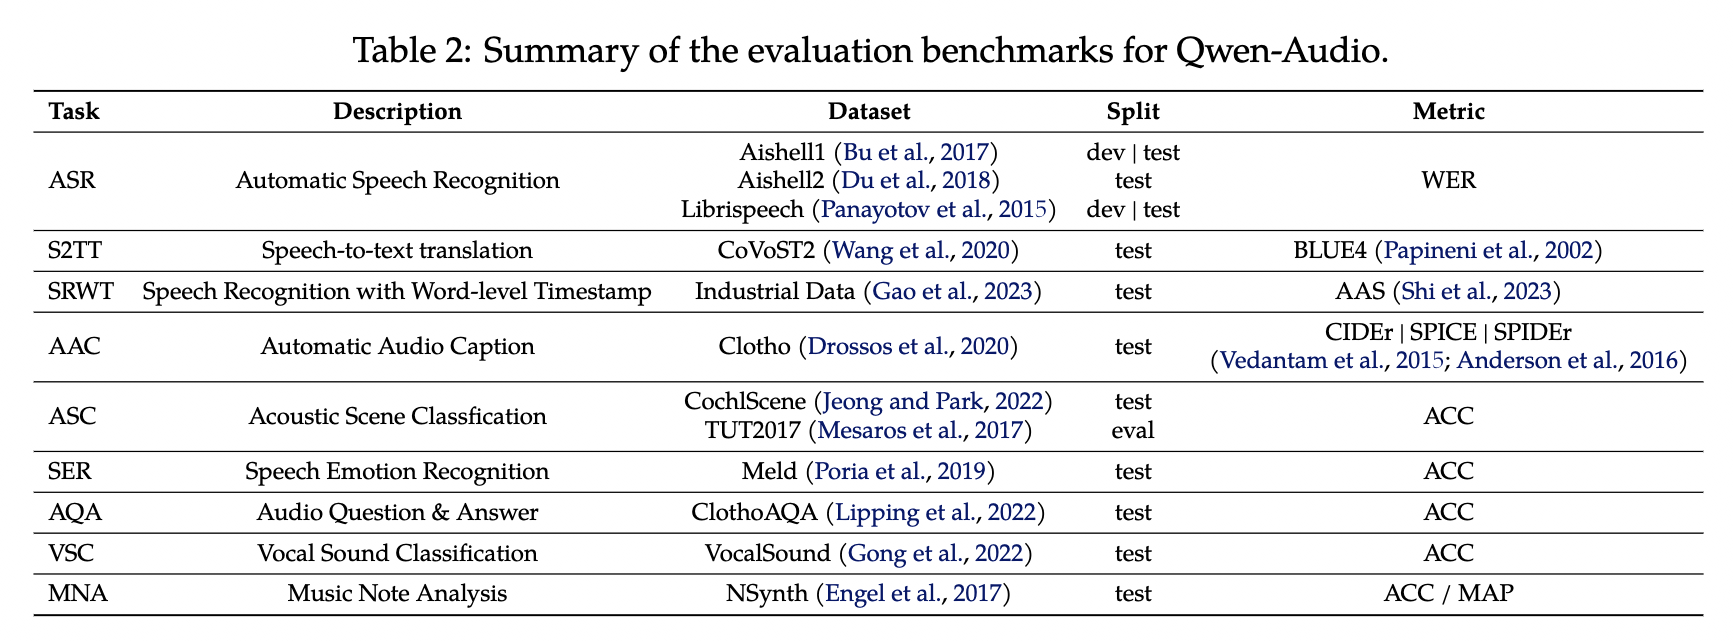 Table 2: Summary of the evaluation benchmarks for Qwen-Audio.
Task Description Dataset Split Metric
ASR Automatic Speech Recognition Aishell1 (Bu et al., 2017) dev | test WER
Aishell2 (Du et al., 2018) test
Librispeech (Panayotov et al., 2015) dev | test
S2TT Speech-to-text translation CoVoST2 (Wang et al., 2020) test BLUE4 (Papineni et al., 2002)
SRWT Speech Recognition with Word-level Timestamp Industrial Data (Gao et al., 2023) test AAS (Shi et al., 2023)
AAC Automatic Audio Caption Clotho (Drossos et al., 2020) test CIDEr | SPICE | SPIDEr
(Vedantam et al., 2015; Anderson et al., 2016)
ASC Acoustic Scene Classfication CochlScene (Jeong and Park, 2022) test ACC
TUT2017 (Mesaros et al., 2017) eval
SER Speech Emotion Recognition Meld (Poria et al., 2019) test ACC
AQA Audio Question & Answer ClothoAQA (Lipping et al., 2022) test ACC
VSC Vocal Sound Classification VocalSound (Gong et al., 2022) test ACC
MNA Music Note Analysis NSynth (Engel et al., 2017) test ACC / MAP